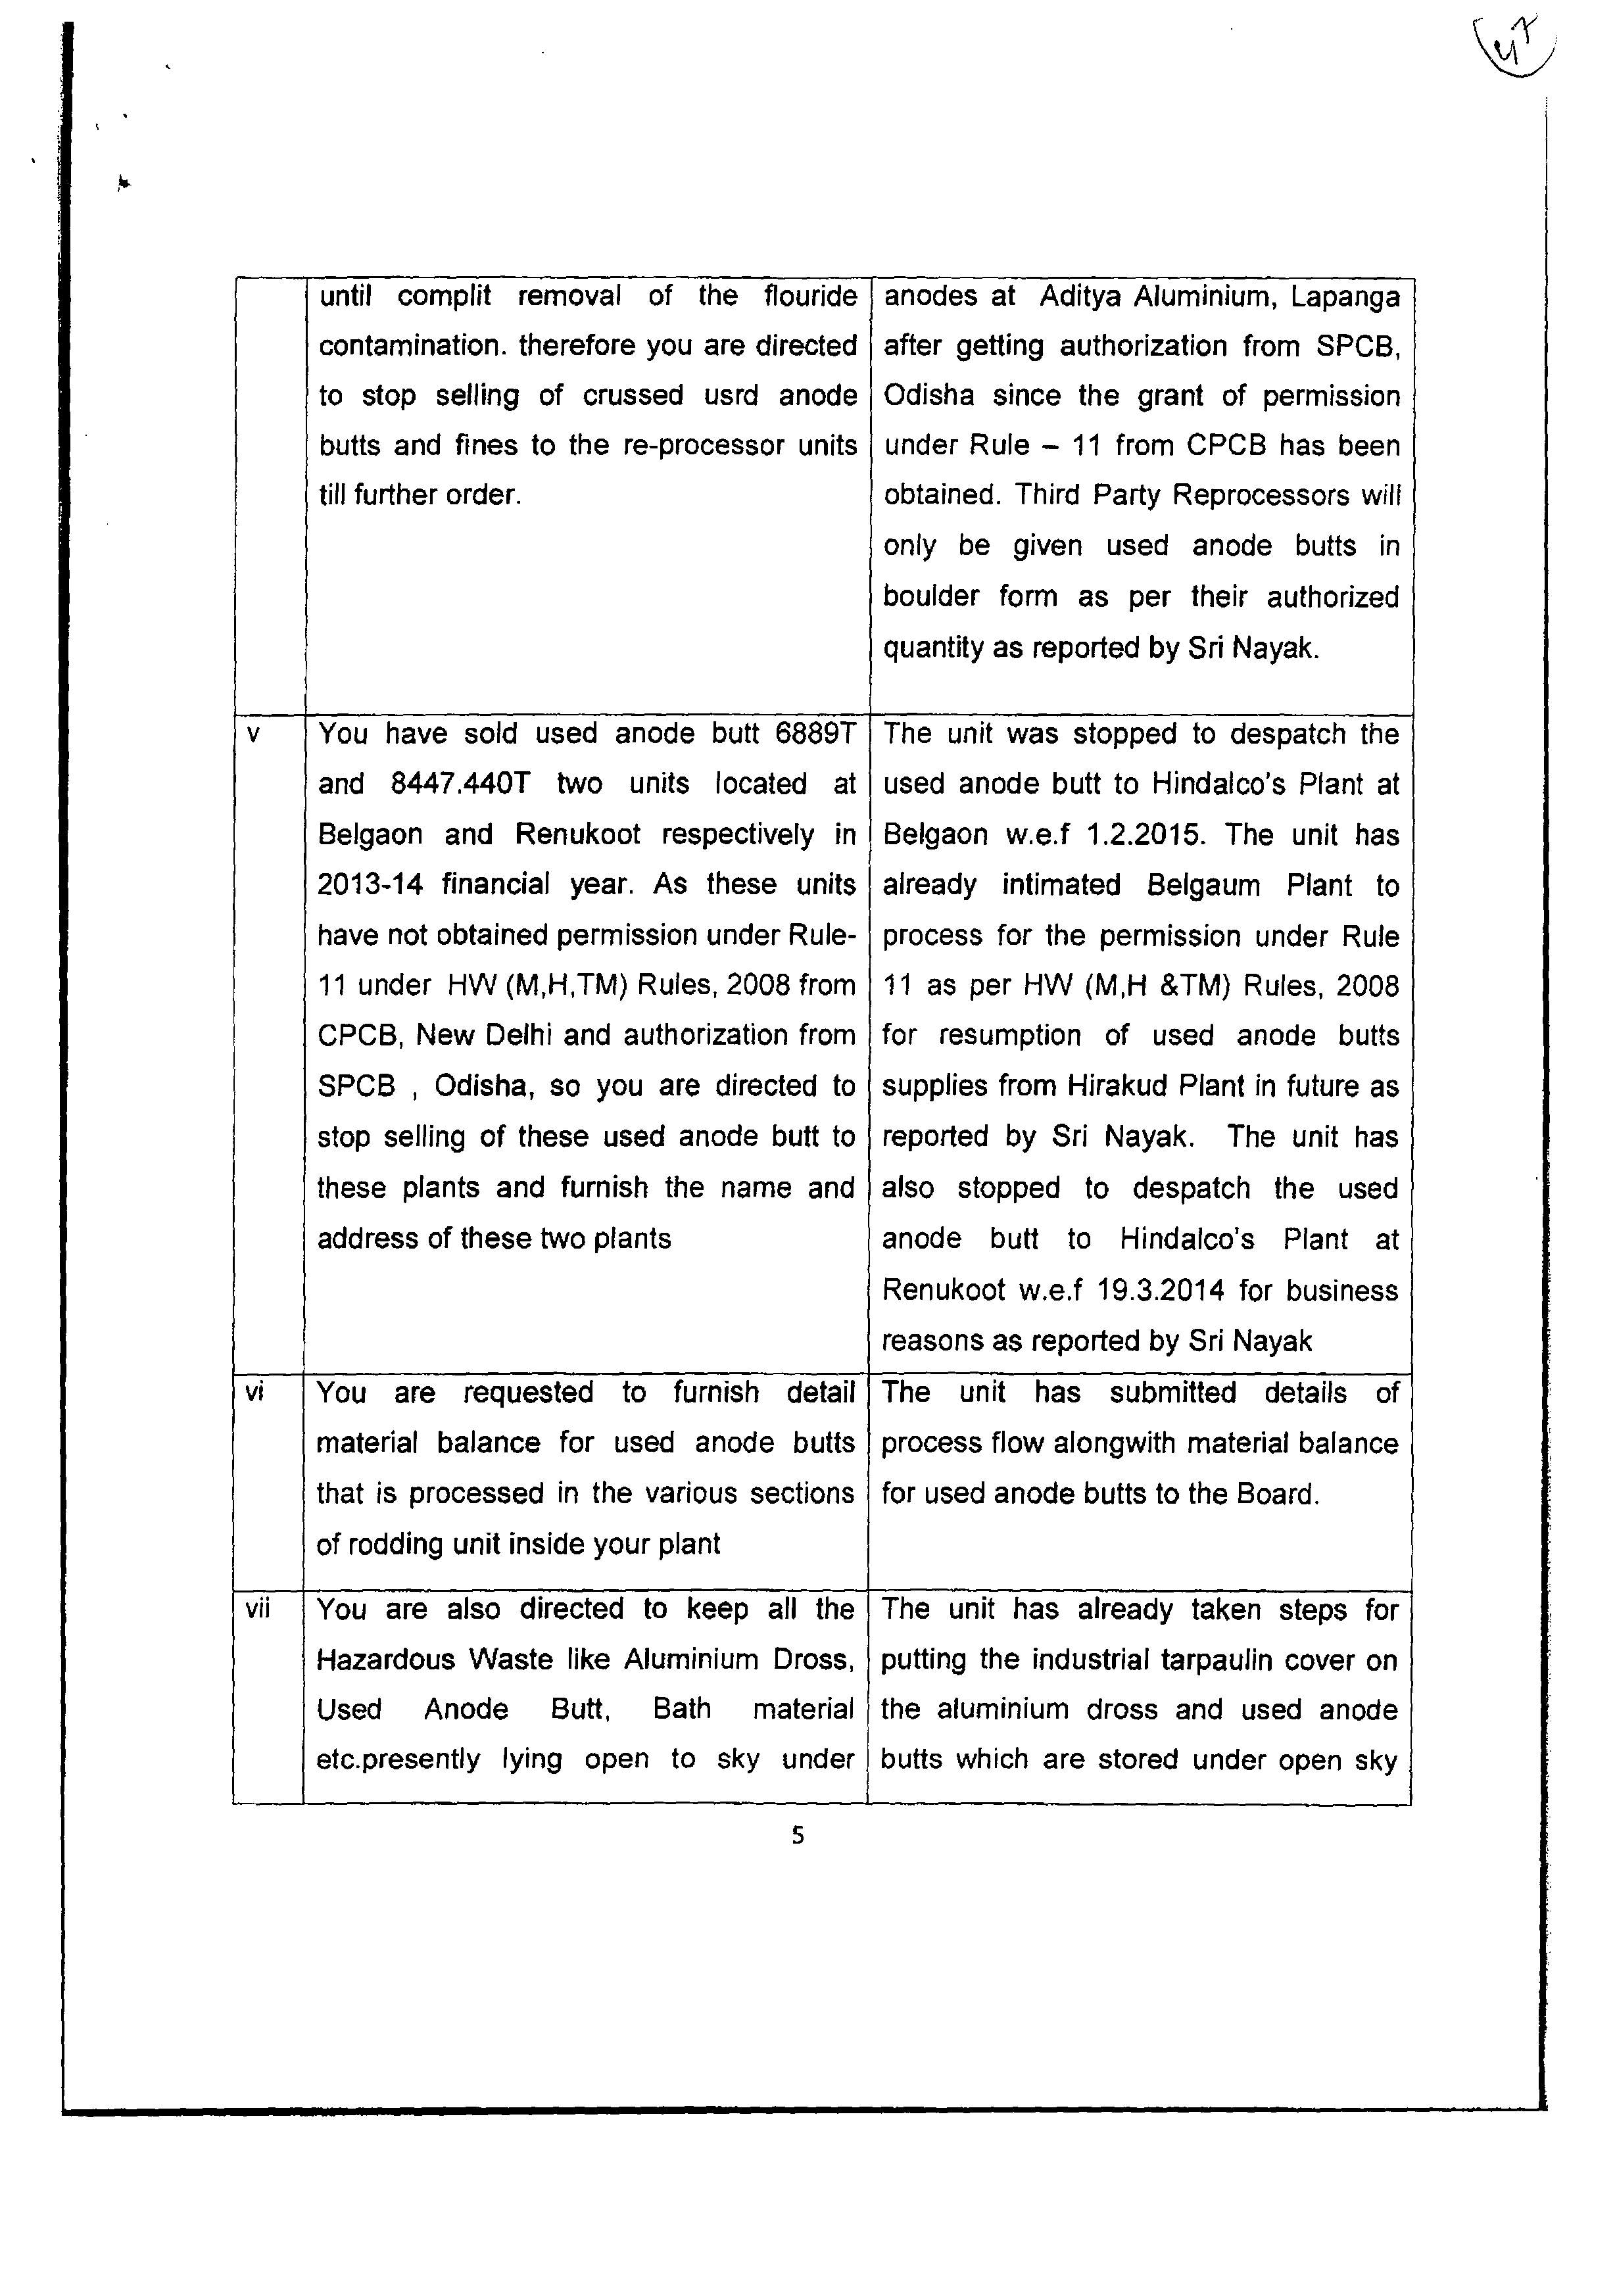 47
until complit removal of the flouride
contamination. therefore you are directed
to stop selling of crussed usrd anode
butts and fines to the re-processor units
till further order.
anodes at Aditya Aluminium, Lapanga
after getting authorization from SPCB,
Odisha since the grant of permission
under Rule – 11 from CPCB has been
obtained. Third Party Reprocessors will
only be given used anode butts in
boulder form as per their authorized
quantity as reported by Sri Nayak.
v
You have sold used anode butt 6889T
and 8447.440T two units located at
Belgaon and Renukoot respectively in
2013-14 financial year. As these units
have not obtained permission under Rule-
11 under HW (M,H,TM) Rules, 2008 from
CPCB, New Delhi and authorization from
SPCB , Odisha, so you are directed to
stop selling of these used anode butt to
these plants and furnish the name and
address of these two plants
The unit was stopped to despatch the
used anode butt to Hindalco's Plant at
Belgaon w.e.f 1.2.2015. The unit has
already intimated Belgaum Plant to
process for the permission under Rule
11 as per HW (M,H &TM) Rules, 2008
for resumption of used anode butts
supplies from Hirakud Plant in future as
reported by Sri Nayak. The unit has
also stopped to despatch the used
anode butt to Hindalco's Plant at
Renukoot w.e.f 19.3.2014 for business
reasons as reported by Sri Nayak
vi
You are requested to furnish detail
material balance for used anode butts
that is processed in the various sections
of rodding unit inside your plant
The unit has submitted details of
process flow alongwith material balance
for used anode butts to the Board.
vii
You are also directed to keep all the
Hazardous Waste like Aluminium Dross,
Used Anode Butt, Bath material
etc.presently lying open to sky under
The unit has already taken steps for
putting the industrial tarpaulin cover on
the aluminium dross and used anode
butts which are stored under open sky
5